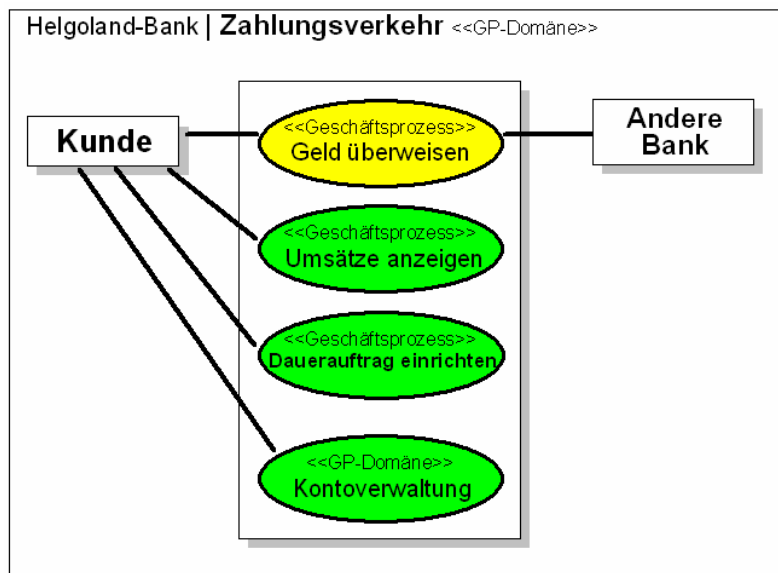 Helgoland-Bank | Zahlungsverkehr <<GP-Domäne>>
Kunde
<<Geschäftsprozess>>
Geld überweisen
Andere
Bank
<<Geschäftsprozess>>
Umsätze anzeigen
<<Geschäftsprozess>>
Dauerauftrag einrichten
<<GP-Domäne>>
Kontoverwaltung